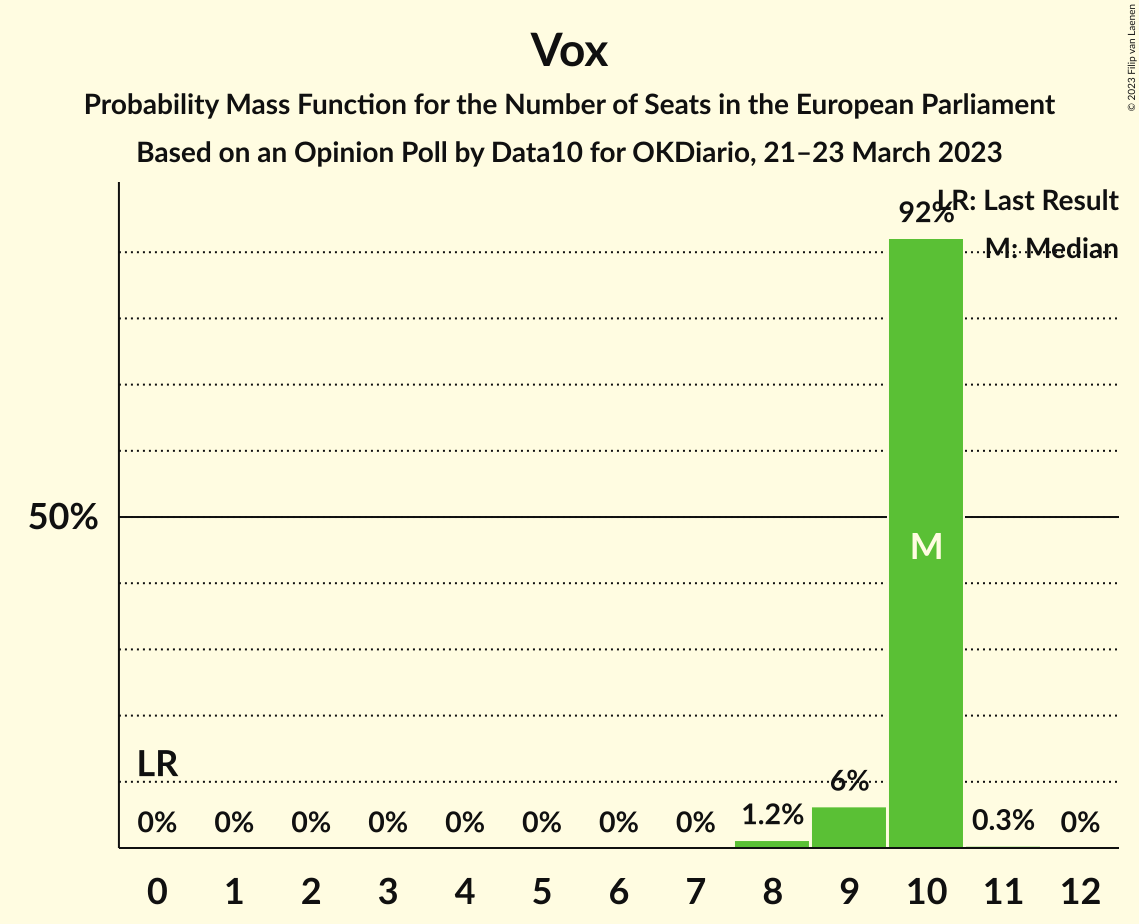 Vox
Probability Mass Function for the Number of Seats in the European Parliament
Based on an Opinion Poll by Data10 for OKDiario, 21–23 March 2023
© 2023 Filip van Laenen
LR: Last Result
M: Median
92%
50%
M
LR
0% 0% 0% 0% 0% 0% 0% 0% 1.2% 6% 0.3% 0%
0 1 2 3 4 5 6 7 8 9 10 11 12